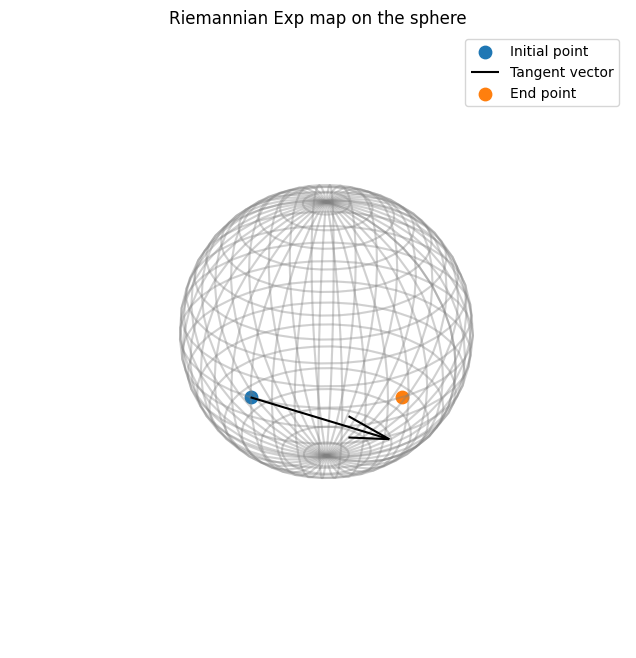 Riemannian Exp map on the sphere
Initial point
Tangent vector
End point